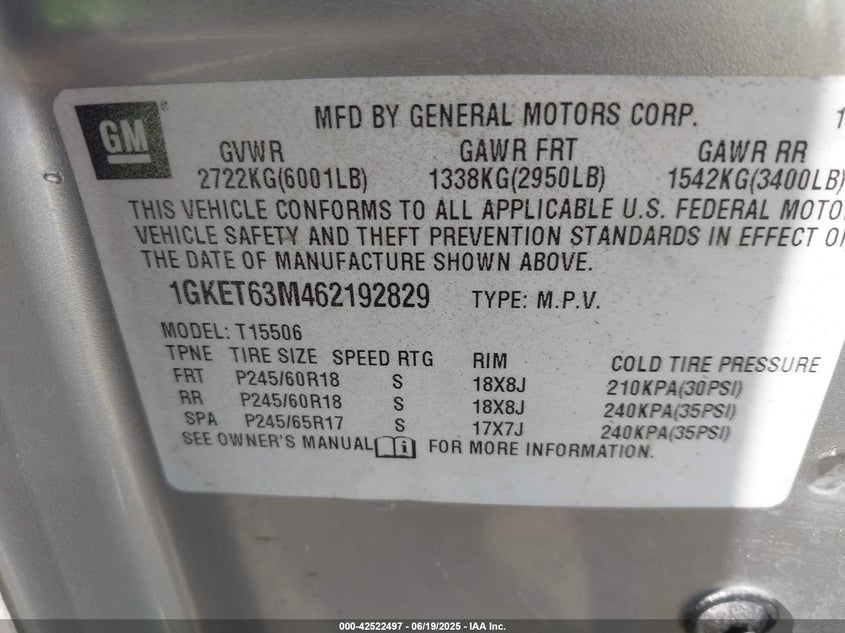 GM
MFD BY GENERAL MOTORS CORP.
GVWR GAWR FRT GAWR RR
2722KG(6001LB) 1338KG(2950LB) 1542KG(3400LB)
THIS VEHICLE CONFORMS TO ALL APPLICABLE U.S. FEDERAL
VEHICLE SAFETY AND THEFT PREVENTION STANDARDS IN EFFECT
THE DATE OF MANUFACTURE SHOWN ABOVE.
1GKET63M462192829 TYPE: M.P.V.
MODEL: T15506
TPNE TIRE SIZE SPEED RTG RIM COLD TIRE PRESSURE
FRT P245/60R18 S 18X8J 210KPA(30PSI)
RR P245/60R18 S 18X8J 240KPA(35PSI)
SPA P245/65R17 S 17X7J 240KPA(35PSI)
SEE OWNER'S MANUAL FOR MORE INFORMATION.
000-42522497 - 06/19/2025 - IAA Inc.